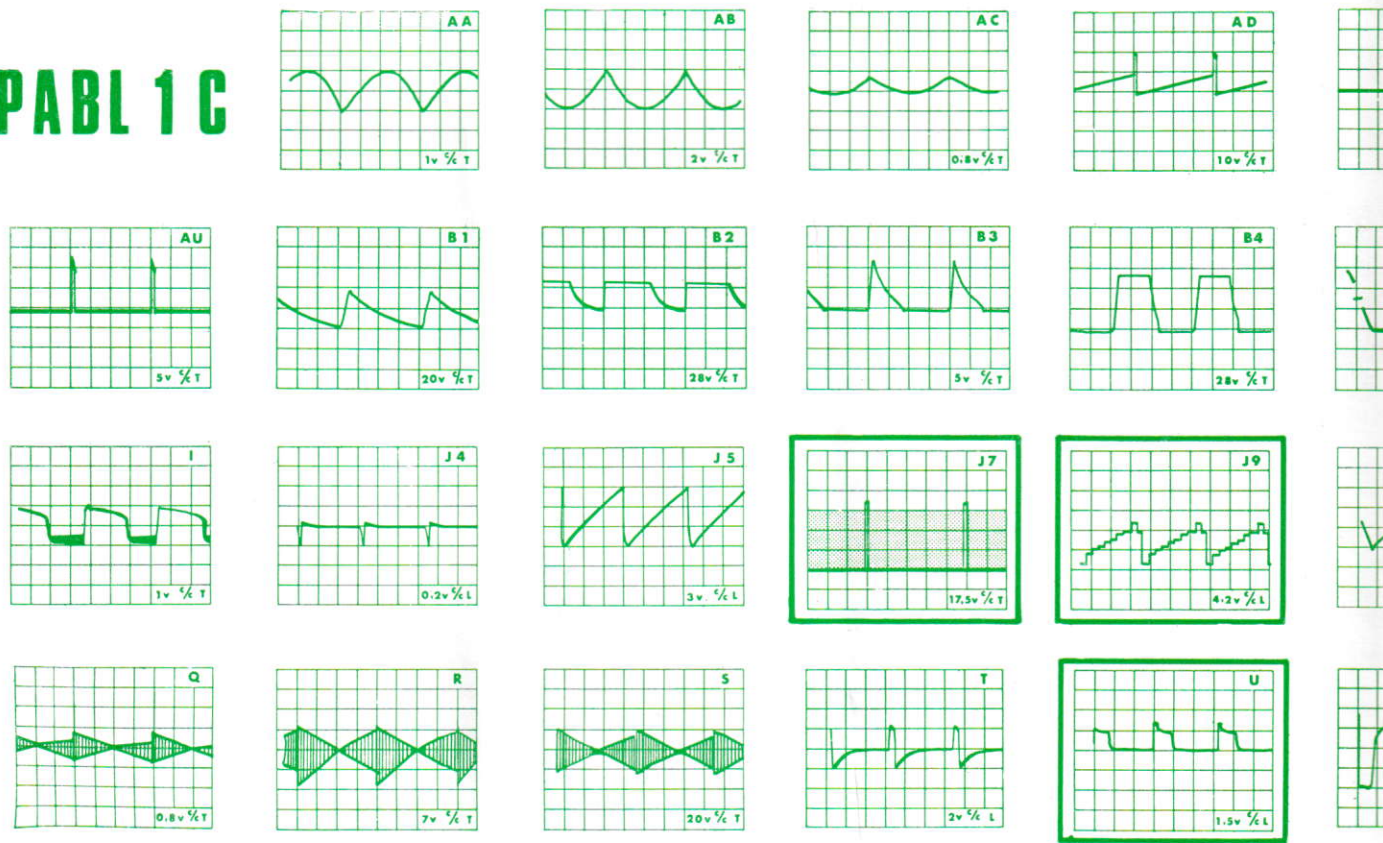 PABL 1 C
AA
1v c/c T
AB
2v c/c T
AC
0.8v c/c T
AD
10v c/c T
AU
5v c/c T
B1
20v c/c T
B2
28v c/c T
B3
5v c/c T
B4
28v c/c T
I
1v c/c T
J4
0.2v c/c L
J5
3v. c/c L
J7
17,5v c/c T
J9
4.2v c/c L
Q
0.8v c/c T
R
7v c/c T
S
20v c/c T
T
2v c/c L
U
1.5v c/c L